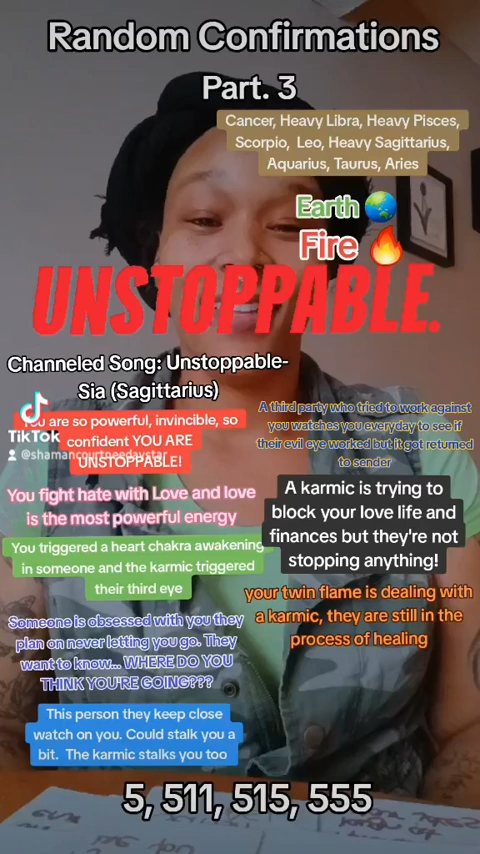 Random Confirmations
Part. 3
Cancer, Heavy Libra, Heavy Pisces,
Scorpio, Leo, Heavy Sagittarius,
Aquarius, Taurus, Aries
Earth 🌏
Fire 🔥
UNSTOPPABLE.
Channeled Song: Unstoppable-
Sia (Sagittarius)
You are so powerful, invincible, so
confident YOU ARE
UNSTOPPABLE!
TikTok
@shamancourtneedavstar
You fight hate with Love and love
is the most powerful energy
You triggered a heart chakra awakening
in someone and the karmic triggered
their third eye
Someone is obsessed with you they
plan on never letting you go. They
want to know... WHERE DO YOU
THINK YOU'RE GOING???
This person they keep close
watch on you. Could stalk you a
bit. The karmic stalks you too
A third party who tried to work against
you watches you everyday to see if
their evil eye worked but it got returned
to sender
A karmic is trying to
block your love life and
finances but they're not
stopping anything!
your twin flame is dealing with
a karmic, they are still in the
process of healing
5, 511, 515, 555